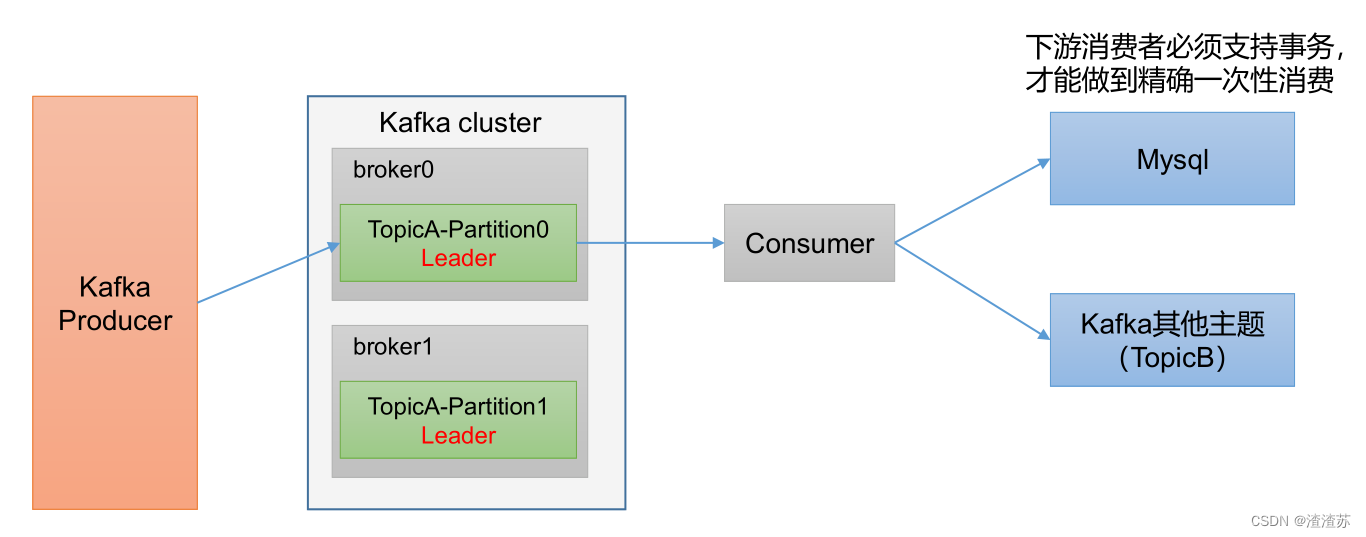 下游消费者必须支持事务，
才能做到精确一次性消费
Kafka
Producer
Kafka cluster
broker0
TopicA-Partition0
Leader
broker1
TopicA-Partition1
Leader
Consumer
Mysql
Kafka其他主题
（TopicB）
CSDN @渣渣苏